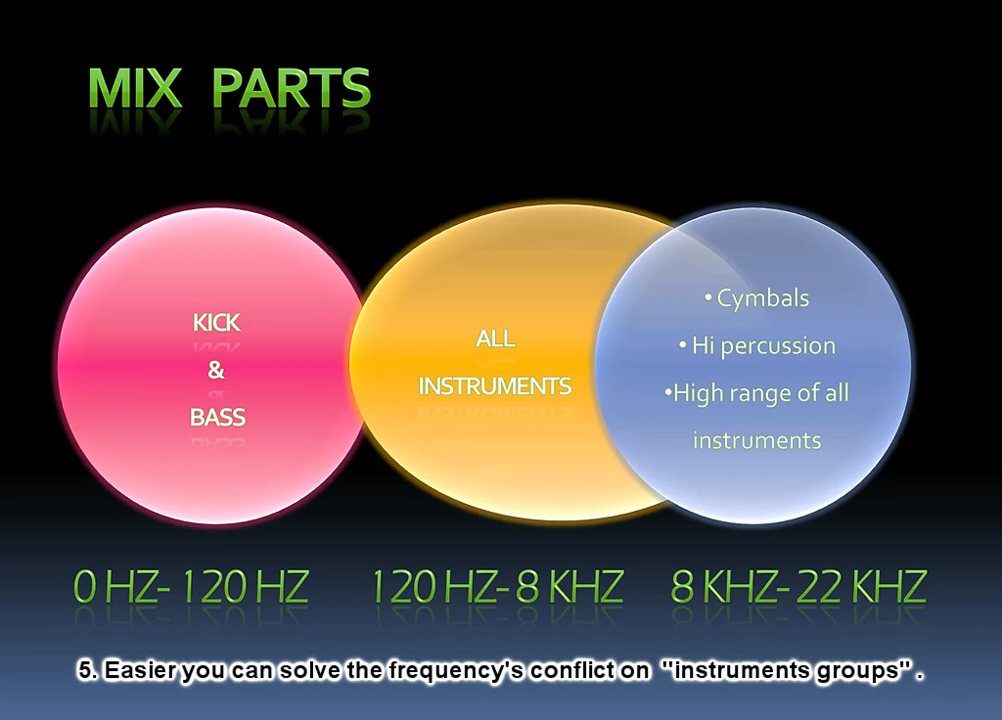 MIX PARTS
KICK
&
BASS
ALL
INSTRUMENTS
• Cymbals
• Hi percussion
•High range of all
instruments
0 HZ- 120 HZ
120 HZ- 8 KHZ
8 KHZ- 22 KHZ
5. Easier you can solve the frequency's conflict on "instruments groups" .